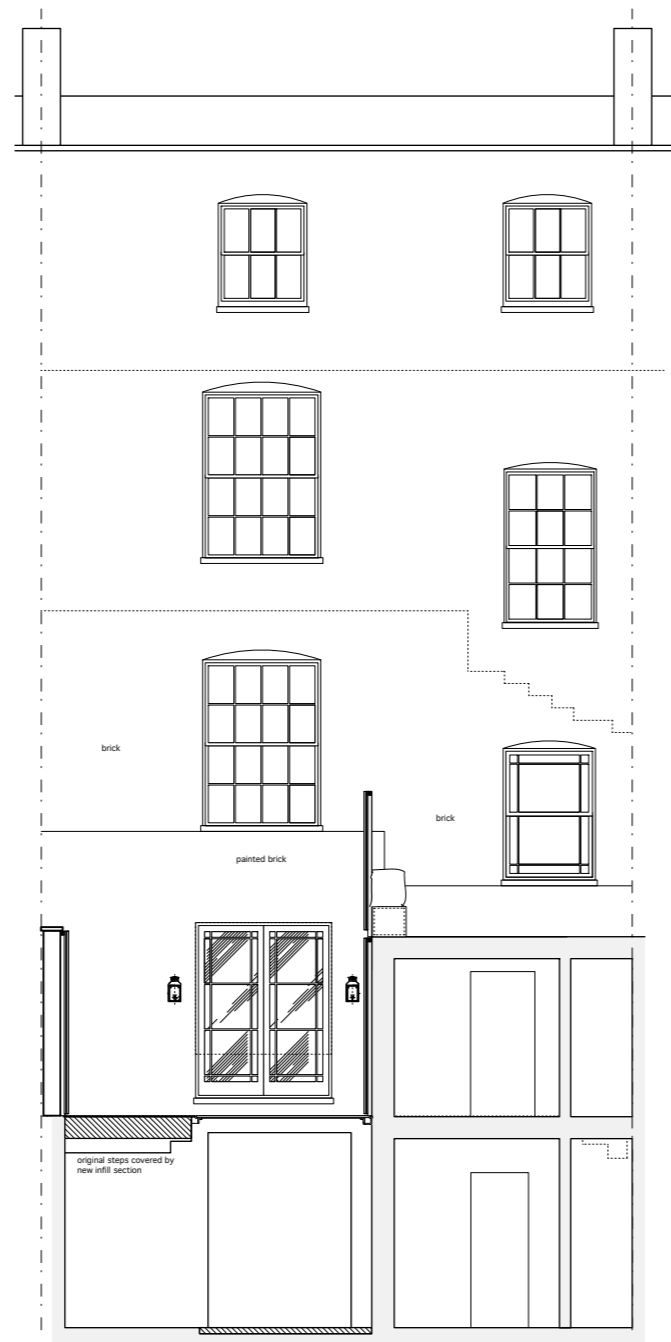 brick
brick
painted brick
original steps covered by
new infill section